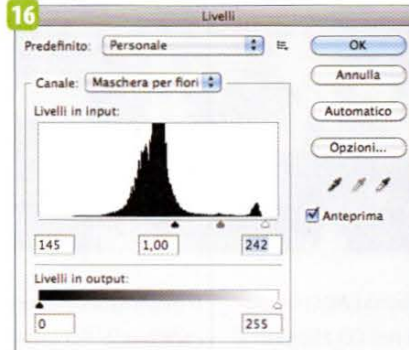 16
Livelli
Predefinito: Personale
OK
Canale: Maschera per fiori
Annulla
Livelli in input:
Automatico
Opzioni...
Anteprima
145 1,00 242
Livelli in output:
0 255